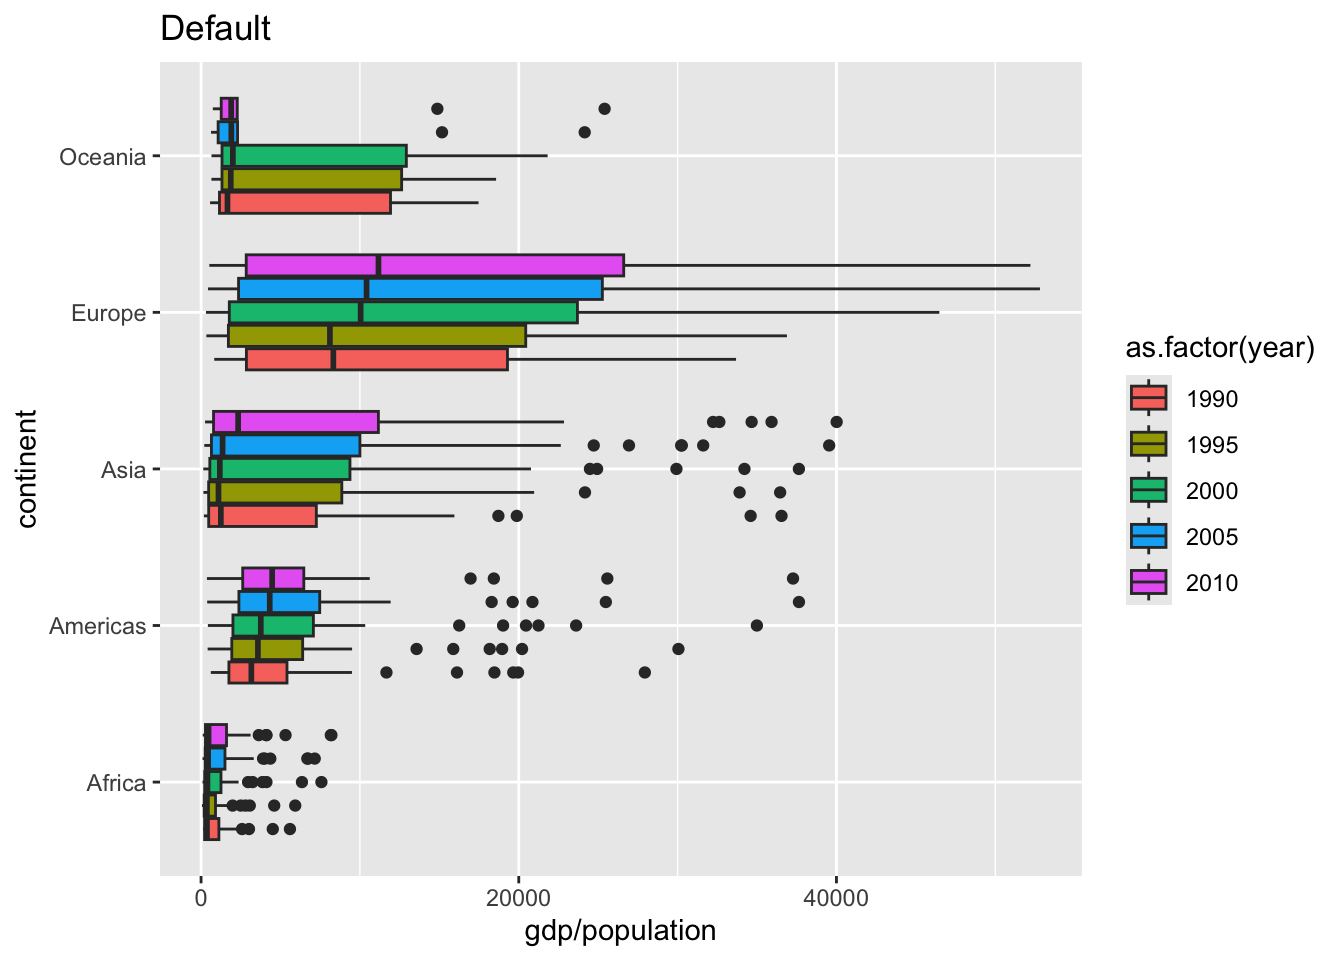 Default
Oceania
Europe
Asia
Americas
Africa
continent
0 20000 40000
gdp/population
as.factor(year)
1990
1995
2000
2005
2010